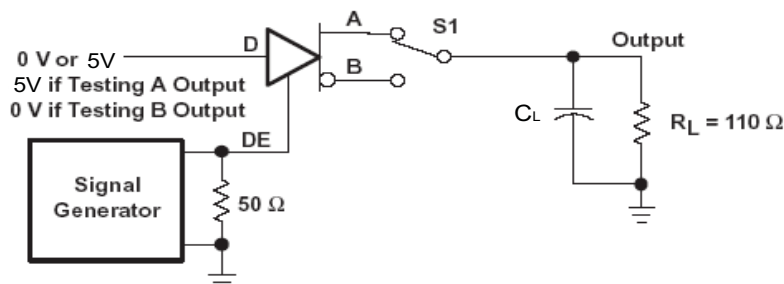 A
S1
D
Output
0 V or 5V
B
5V if Testing A Output
0 V if Testing B Output
CL
RL = 110 Ω
DE
Signal
Generator
50 Ω